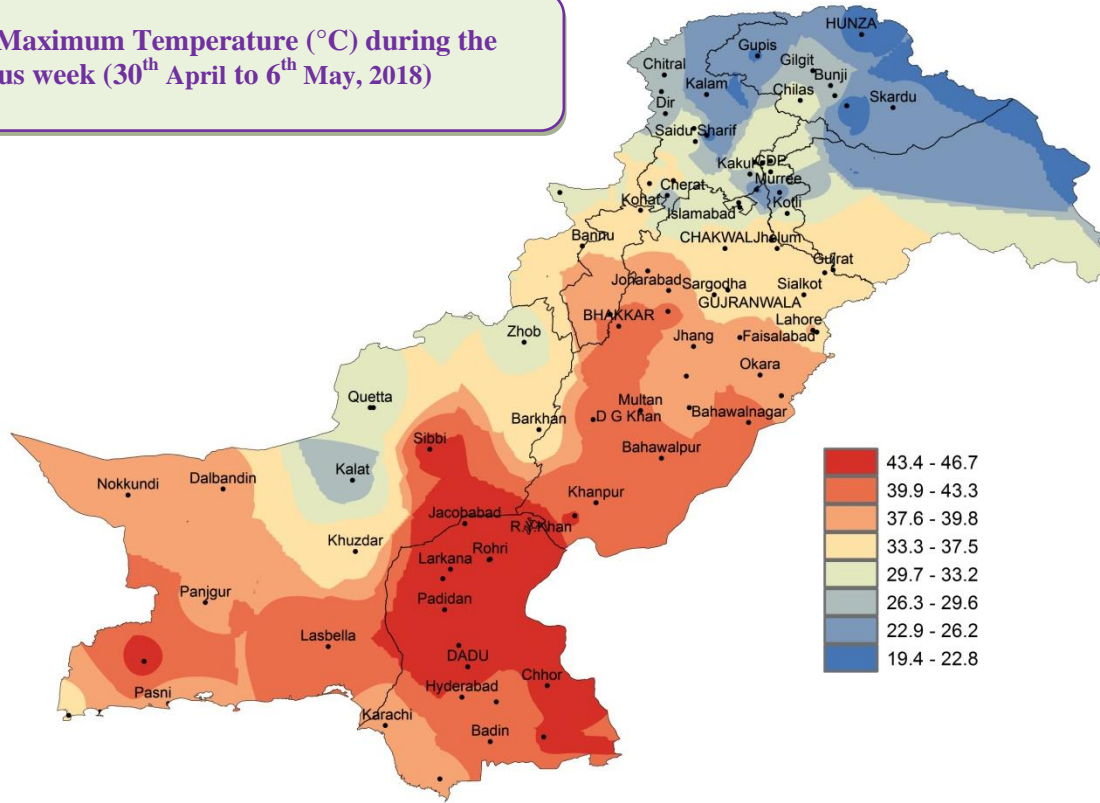 Maximum Temperature (°C) during the
us week (30th April to 6th May, 2018)
HUNZA
Gupis
Gilgit
Chitral
Bunji
Kalam
Chilas
Skardu
Dir
Saidu Sharif
Kakul
Murree
Cherat
Kohat
Kotli
Islamabad
Bannu
CHAKWAL
Jhelum
Gujrat
Joharabad
Sargodha
Sialkot
GUJRANWALA
BHAKKAR
Lahore
Zhob
Jhang
Faisalabad
Okara
Quetta
Multan
Barkhan
D G Khan
Bahawalnagar
Sibbi
Bahawalpur
Kalat
Nokkundi
Dalbandin
Khanpur
Jacobabad
R.Y.Khan
Khuzdar
Rohri
Larkana
Panjgur
Padidan
Lasbella
DADU
Chhor
Pasni
Hyderabad
Karachi
Badin
43.4 - 46.7
39.9 - 43.3
37.6 - 39.8
33.3 - 37.5
29.7 - 33.2
26.3 - 29.6
22.9 - 26.2
19.4 - 22.8